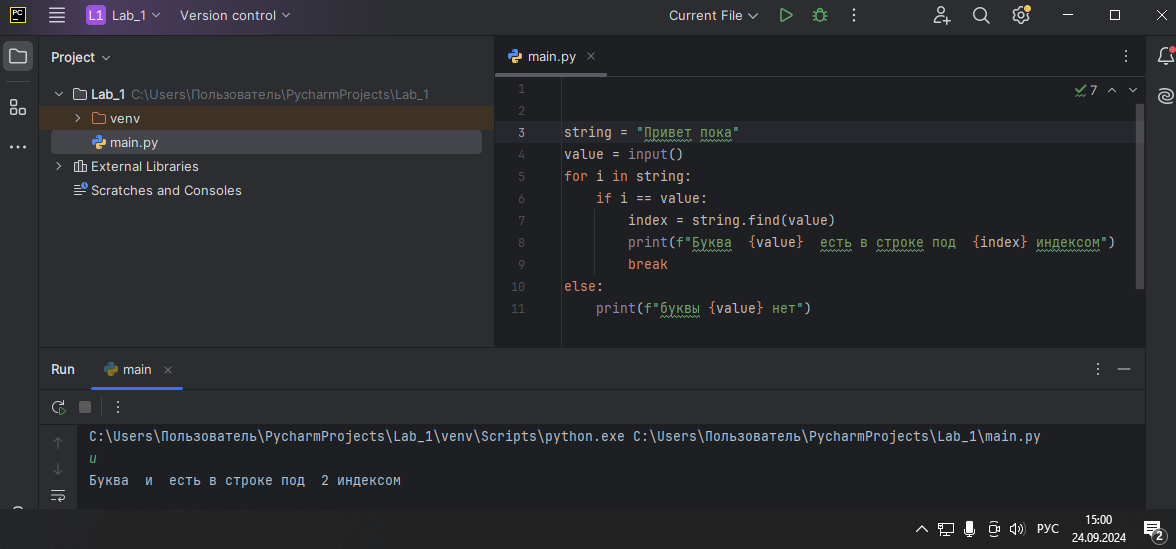 PC L1 Lab_1 Version control Current File
Project
main.py
Lab_1 C:\Users\Пользователь\PycharmProjects\Lab_1
venv
main.py
External Libraries
Scratches and Consoles
7
1
2
3 string = "Привет пока"
4 value = input()
5 for i in string:
6 if i == value:
7 index = string.find(value)
8 print(f"Буква  {value}  есть в строке под  {index} индексом")
9 break
10 else:
11 print(f"буквы {value} нет")
Run main
C:\Users\Пользователь\PycharmProjects\Lab_1\venv\Scripts\python.exe C:\Users\Пользователь\PycharmProjects\Lab_1\main.py
и
Буква  и  есть в строке под  2 индексом
РУС
15:00
24.09.2024
2